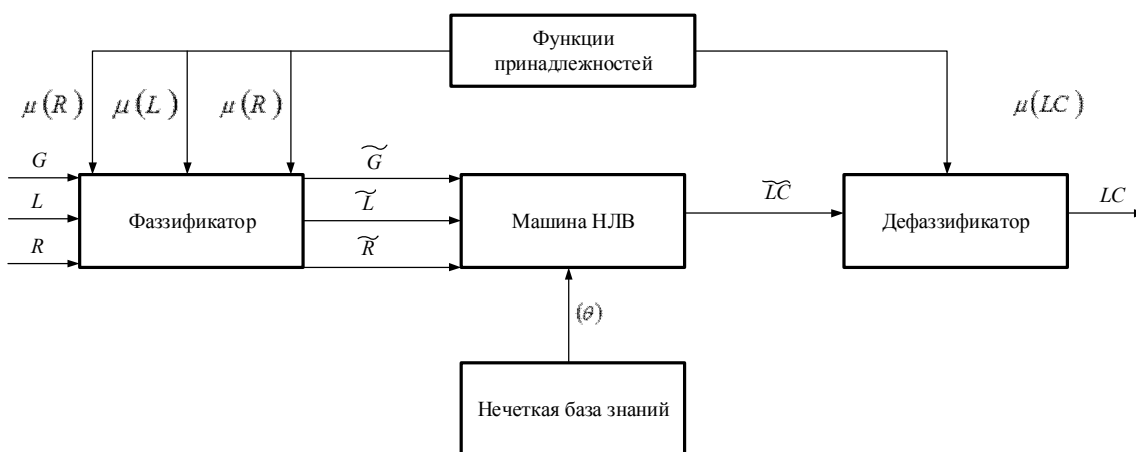 Функции
принадлежностей
μ(R) μ(L) μ(R) μ(LC)
G G̃
L L̃
R R̃
Фаззификатор
Машина НЛВ
L͠C
Дефаззификатор
LC
(θ)
Нечеткая база знаний